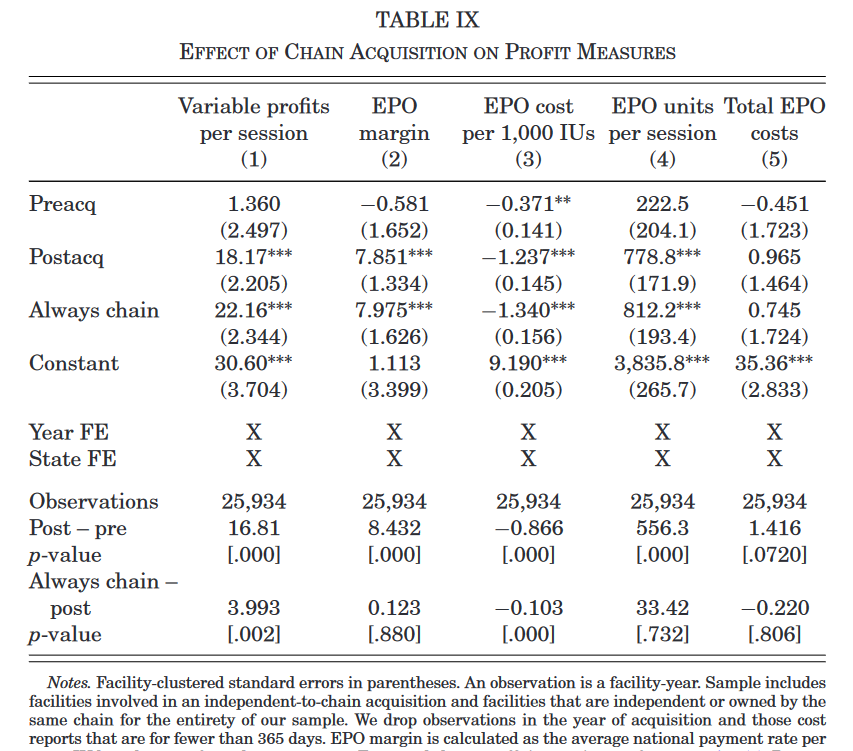 TABLE IX
EFFECT OF CHAIN ACQUISITION ON PROFIT MEASURES
Variable profits EPO EPO cost EPO units Total EPO
per session margin per 1,000 IUs per session costs
(1) (2) (3) (4) (5)
Preacq 1.360 −0.581 −0.371** 222.5 −0.451
(2.497) (1.652) (0.141) (204.1) (1.723)
Postacq 18.17*** 7.851*** −1.237*** 778.8*** 0.965
(2.205) (1.334) (0.145) (171.9) (1.464)
Always chain 22.16*** 7.975*** −1.340*** 812.2*** 0.745
(2.344) (1.626) (0.156) (193.4) (1.724)
Constant 30.60*** 1.113 9.190*** 3,835.8*** 35.36***
(3.704) (3.399) (0.205) (265.7) (2.833)
Year FE X X X X X
State FE X X X X X
Observations 25,934 25,934 25,934 25,934 25,934
Post – pre 16.81 8.432 −0.866 556.3 1.416
p-value [.000] [.000] [.000] [.000] [.0720]
Always chain –
post 3.993 0.123 −0.103 33.42 −0.220
p-value [.002] [.880] [.000] [.732] [.806]
Notes. Facility-clustered standard errors in parentheses. An observation is a facility-year. Sample includes
facilities involved in an independent-to-chain acquisition and facilities that are independent or owned by the
same chain for the entirety of our sample. We drop observations in the year of acquisition and those cost
reports that are for fewer than 365 days. EPO margin is calculated as the average national payment rate per